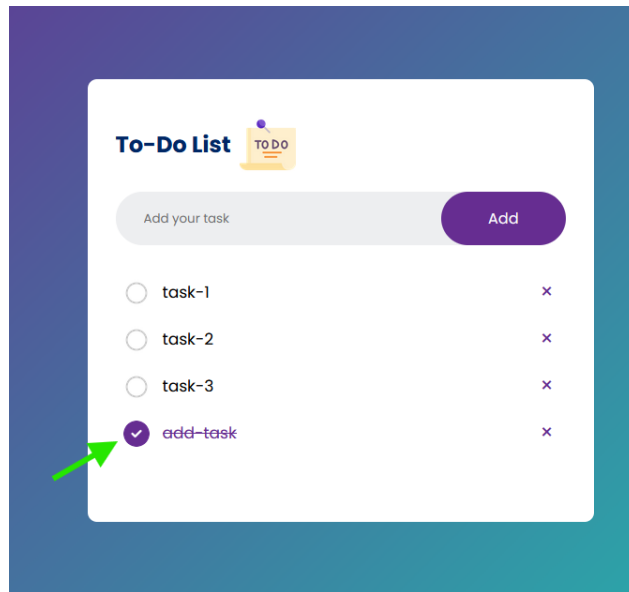 To-Do List
TO DO
Add your task
Add
task-1
×
task-2
×
task-3
×
add-task
×